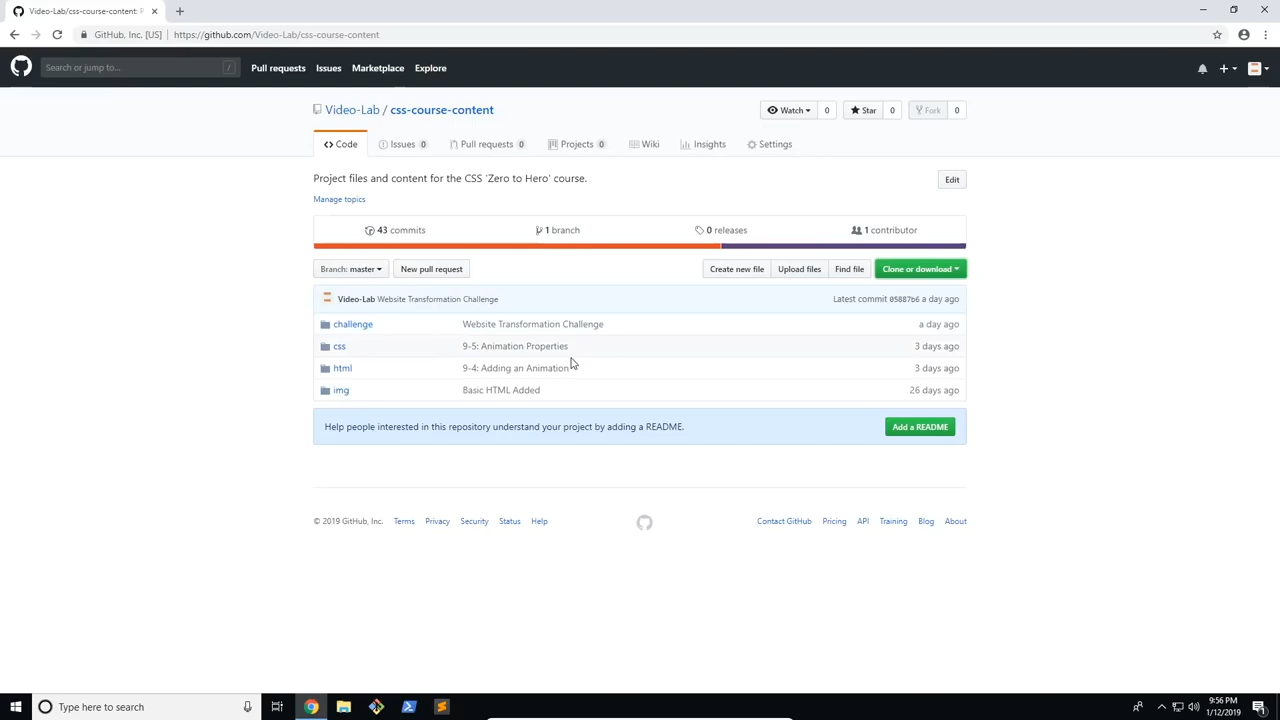 Video-Lab/css-course-content: P
GitHub, Inc. [US] | https://github.com/Video-Lab/css-course-content
Search or jump to... / Pull requests Issues Marketplace Explore
Video-Lab / css-course-content Watch 0 Star 0 Fork 0
Code Issues 0 Pull requests 0 Projects 0 Wiki Insights Settings
Project files and content for the CSS 'Zero to Hero' course. Edit
Manage topics
43 commits 1 branch 0 releases 1 contributor
Branch: master New pull request Create new file Upload files Find file Clone or download
Video-Lab Website Transformation Challenge Latest commit 05887b6 a day ago
challenge Website Transformation Challenge a day ago
css 9-5: Animation Properties 3 days ago
html 9-4: Adding an Animation 3 days ago
img Basic HTML Added 26 days ago
Help people interested in this repository understand your project by adding a README. Add a README
© 2019 GitHub, Inc. Terms Privacy Security Status Help Contact GitHub Pricing API Training Blog About
Type here to search
9:56 PM
1/12/2019
1